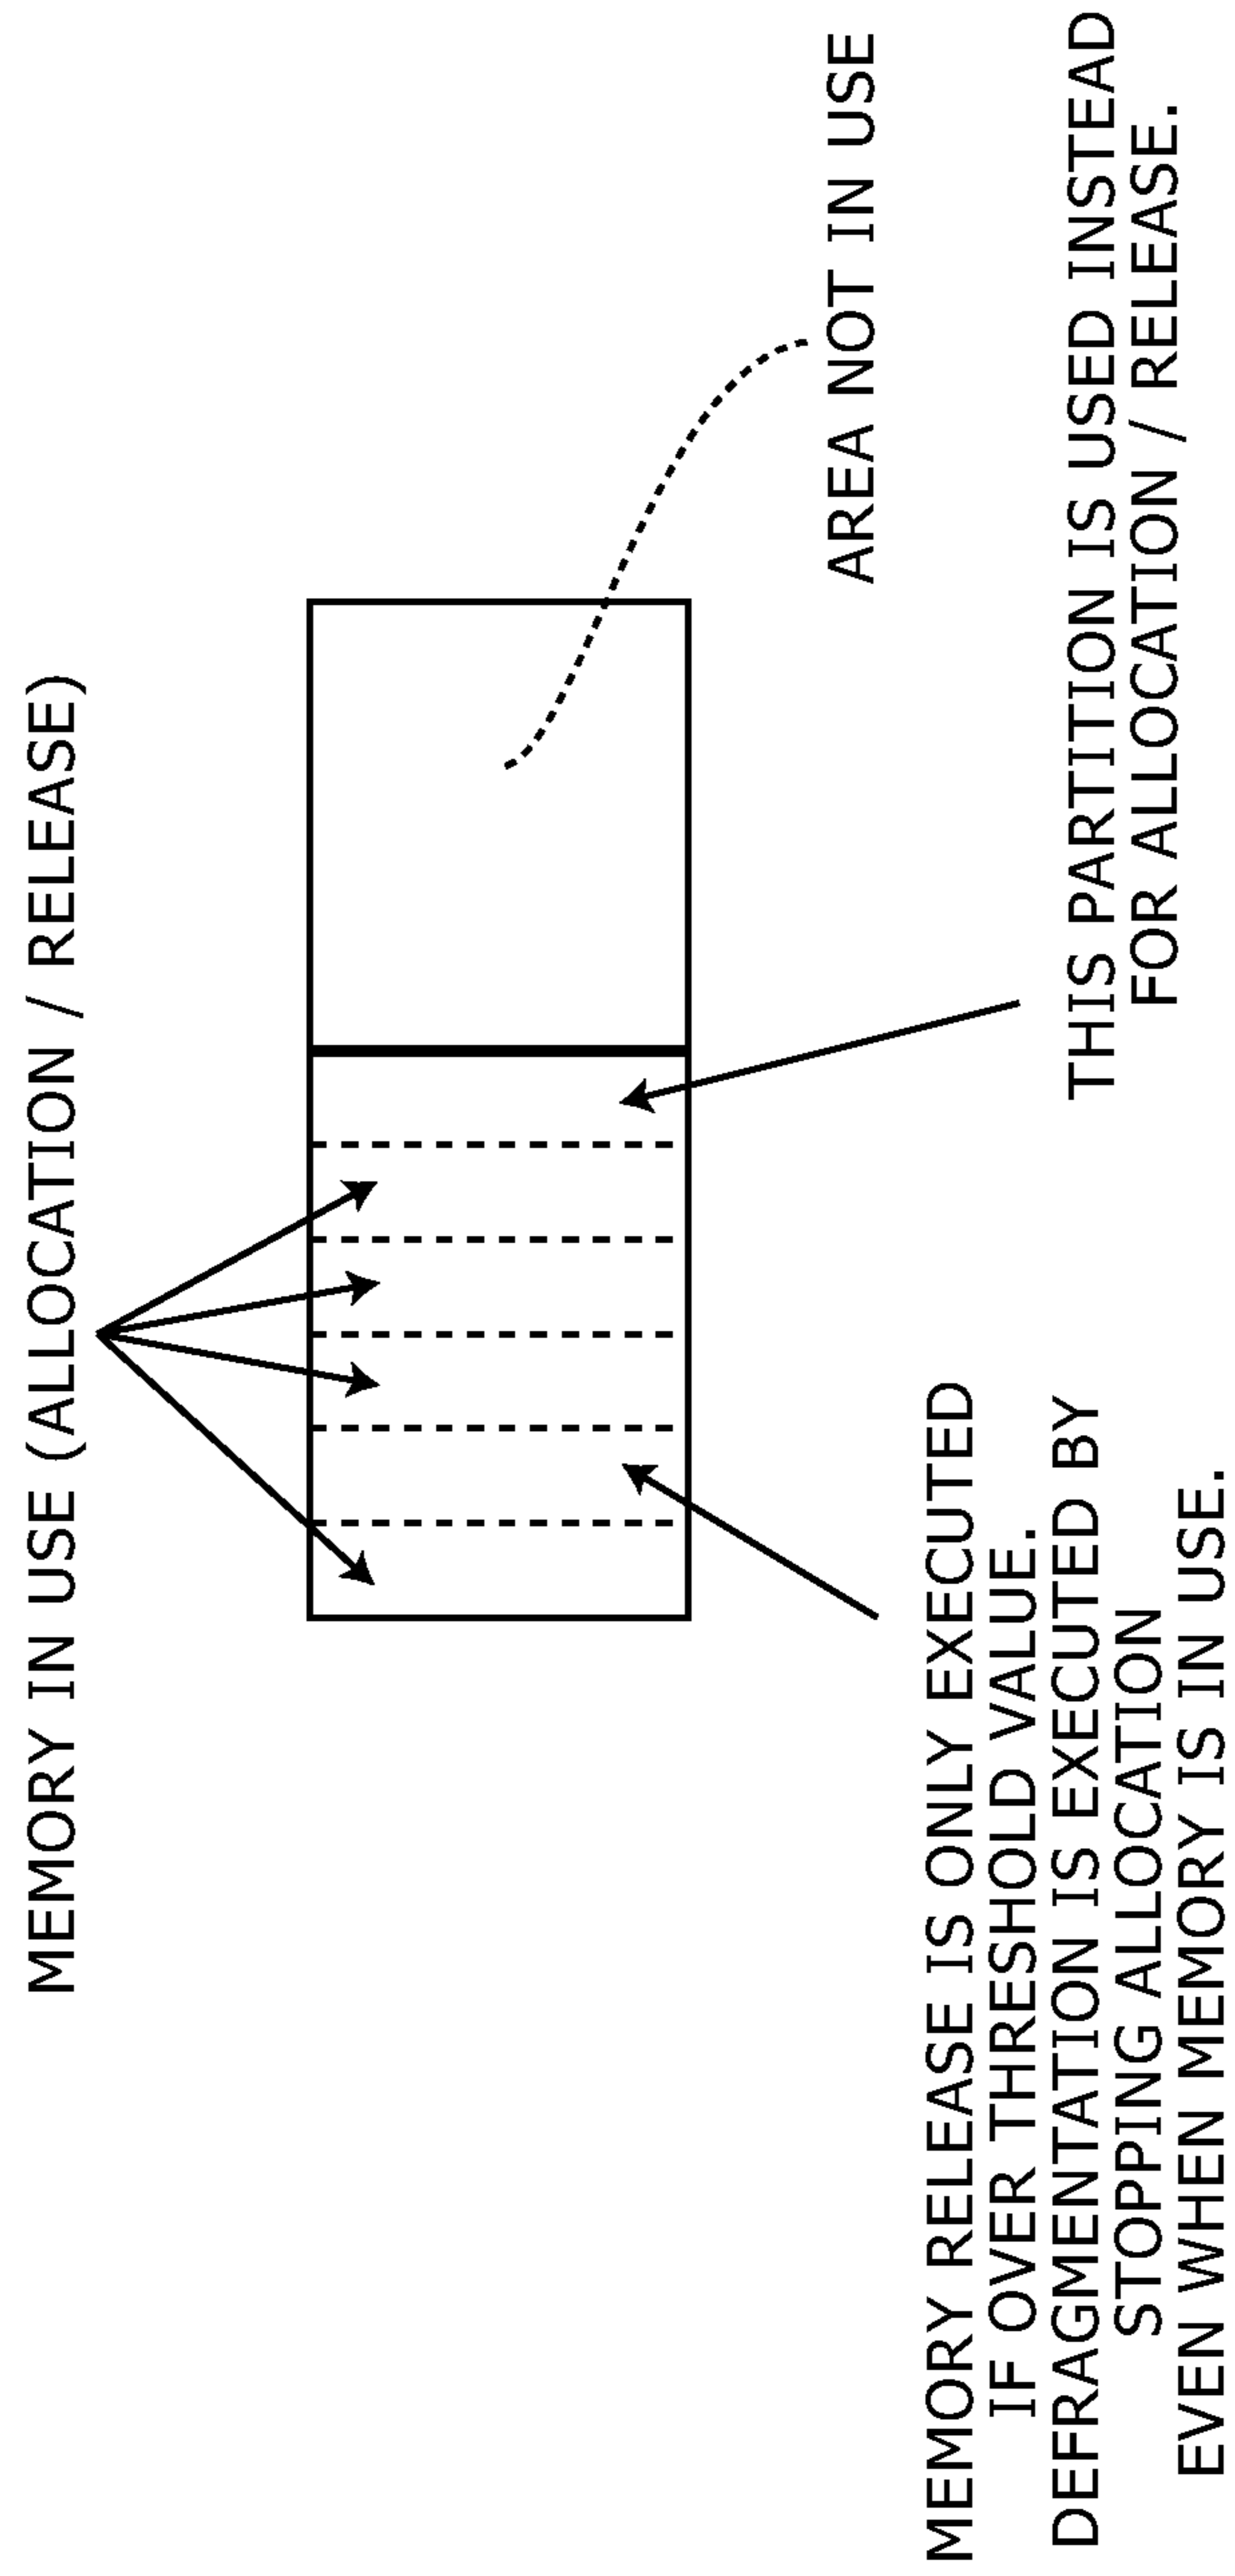 MEMORY IN USE (ALLOCATION / RELEASE)
AREA NOT IN USE
MEMORY RELEASE IS ONLY EXECUTED
IF OVER THRESHOLD VALUE.
DEFRAGMENTATION IS EXECUTED BY
STOPPING ALLOCATION
EVEN WHEN MEMORY IS IN USE.
THIS PARTITION IS USED INSTEAD
FOR ALLOCATION / RELEASE.